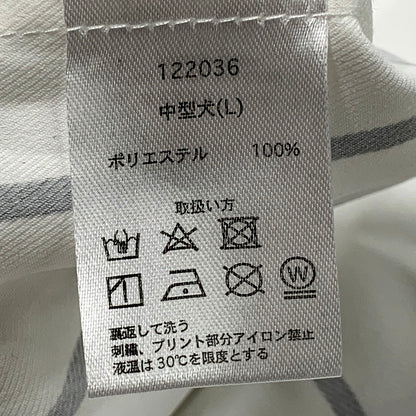 122036
中型犬(L)
ポリエステル 100%
取扱い方
W
裏返して洗う
刺繍、プリント部分アイロン禁止
液温は30℃を限度とする